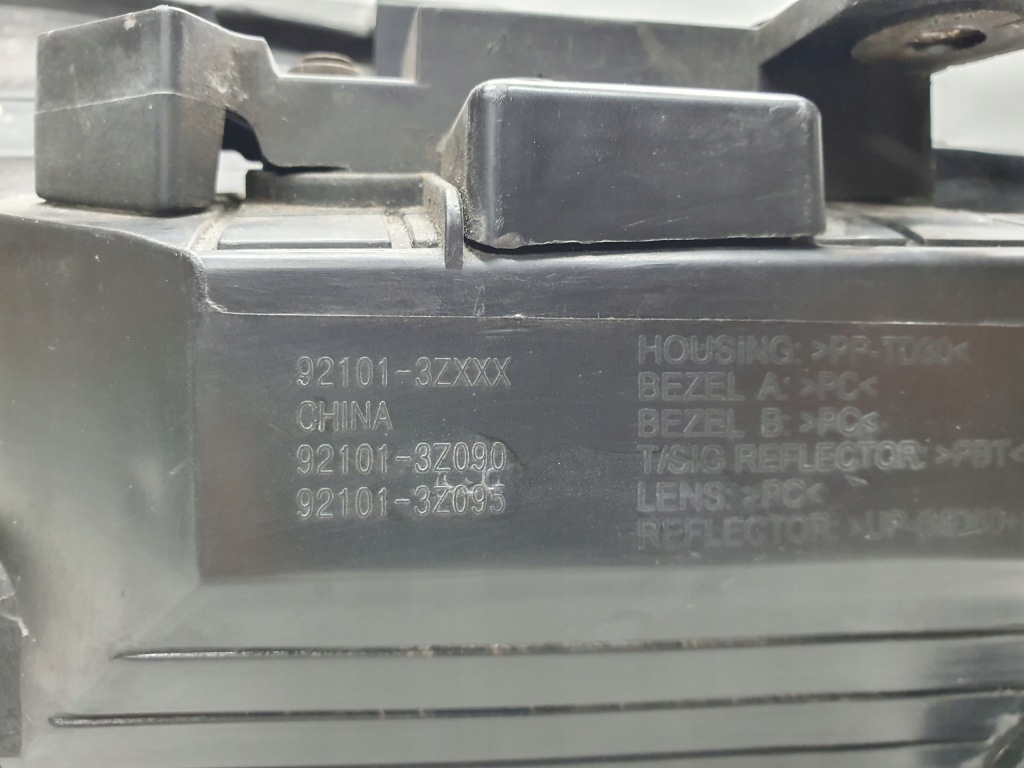 92101-3ZXXX
CHINA
92101-3Z090
92101-3Z095
HOUSiNG: >PP-TD30<
BEZEL A: >PC<
BEZEL B: >PC<
T/SIG REFLECTOR: >PBT<
LENS: >PC<
REFLECTOR: